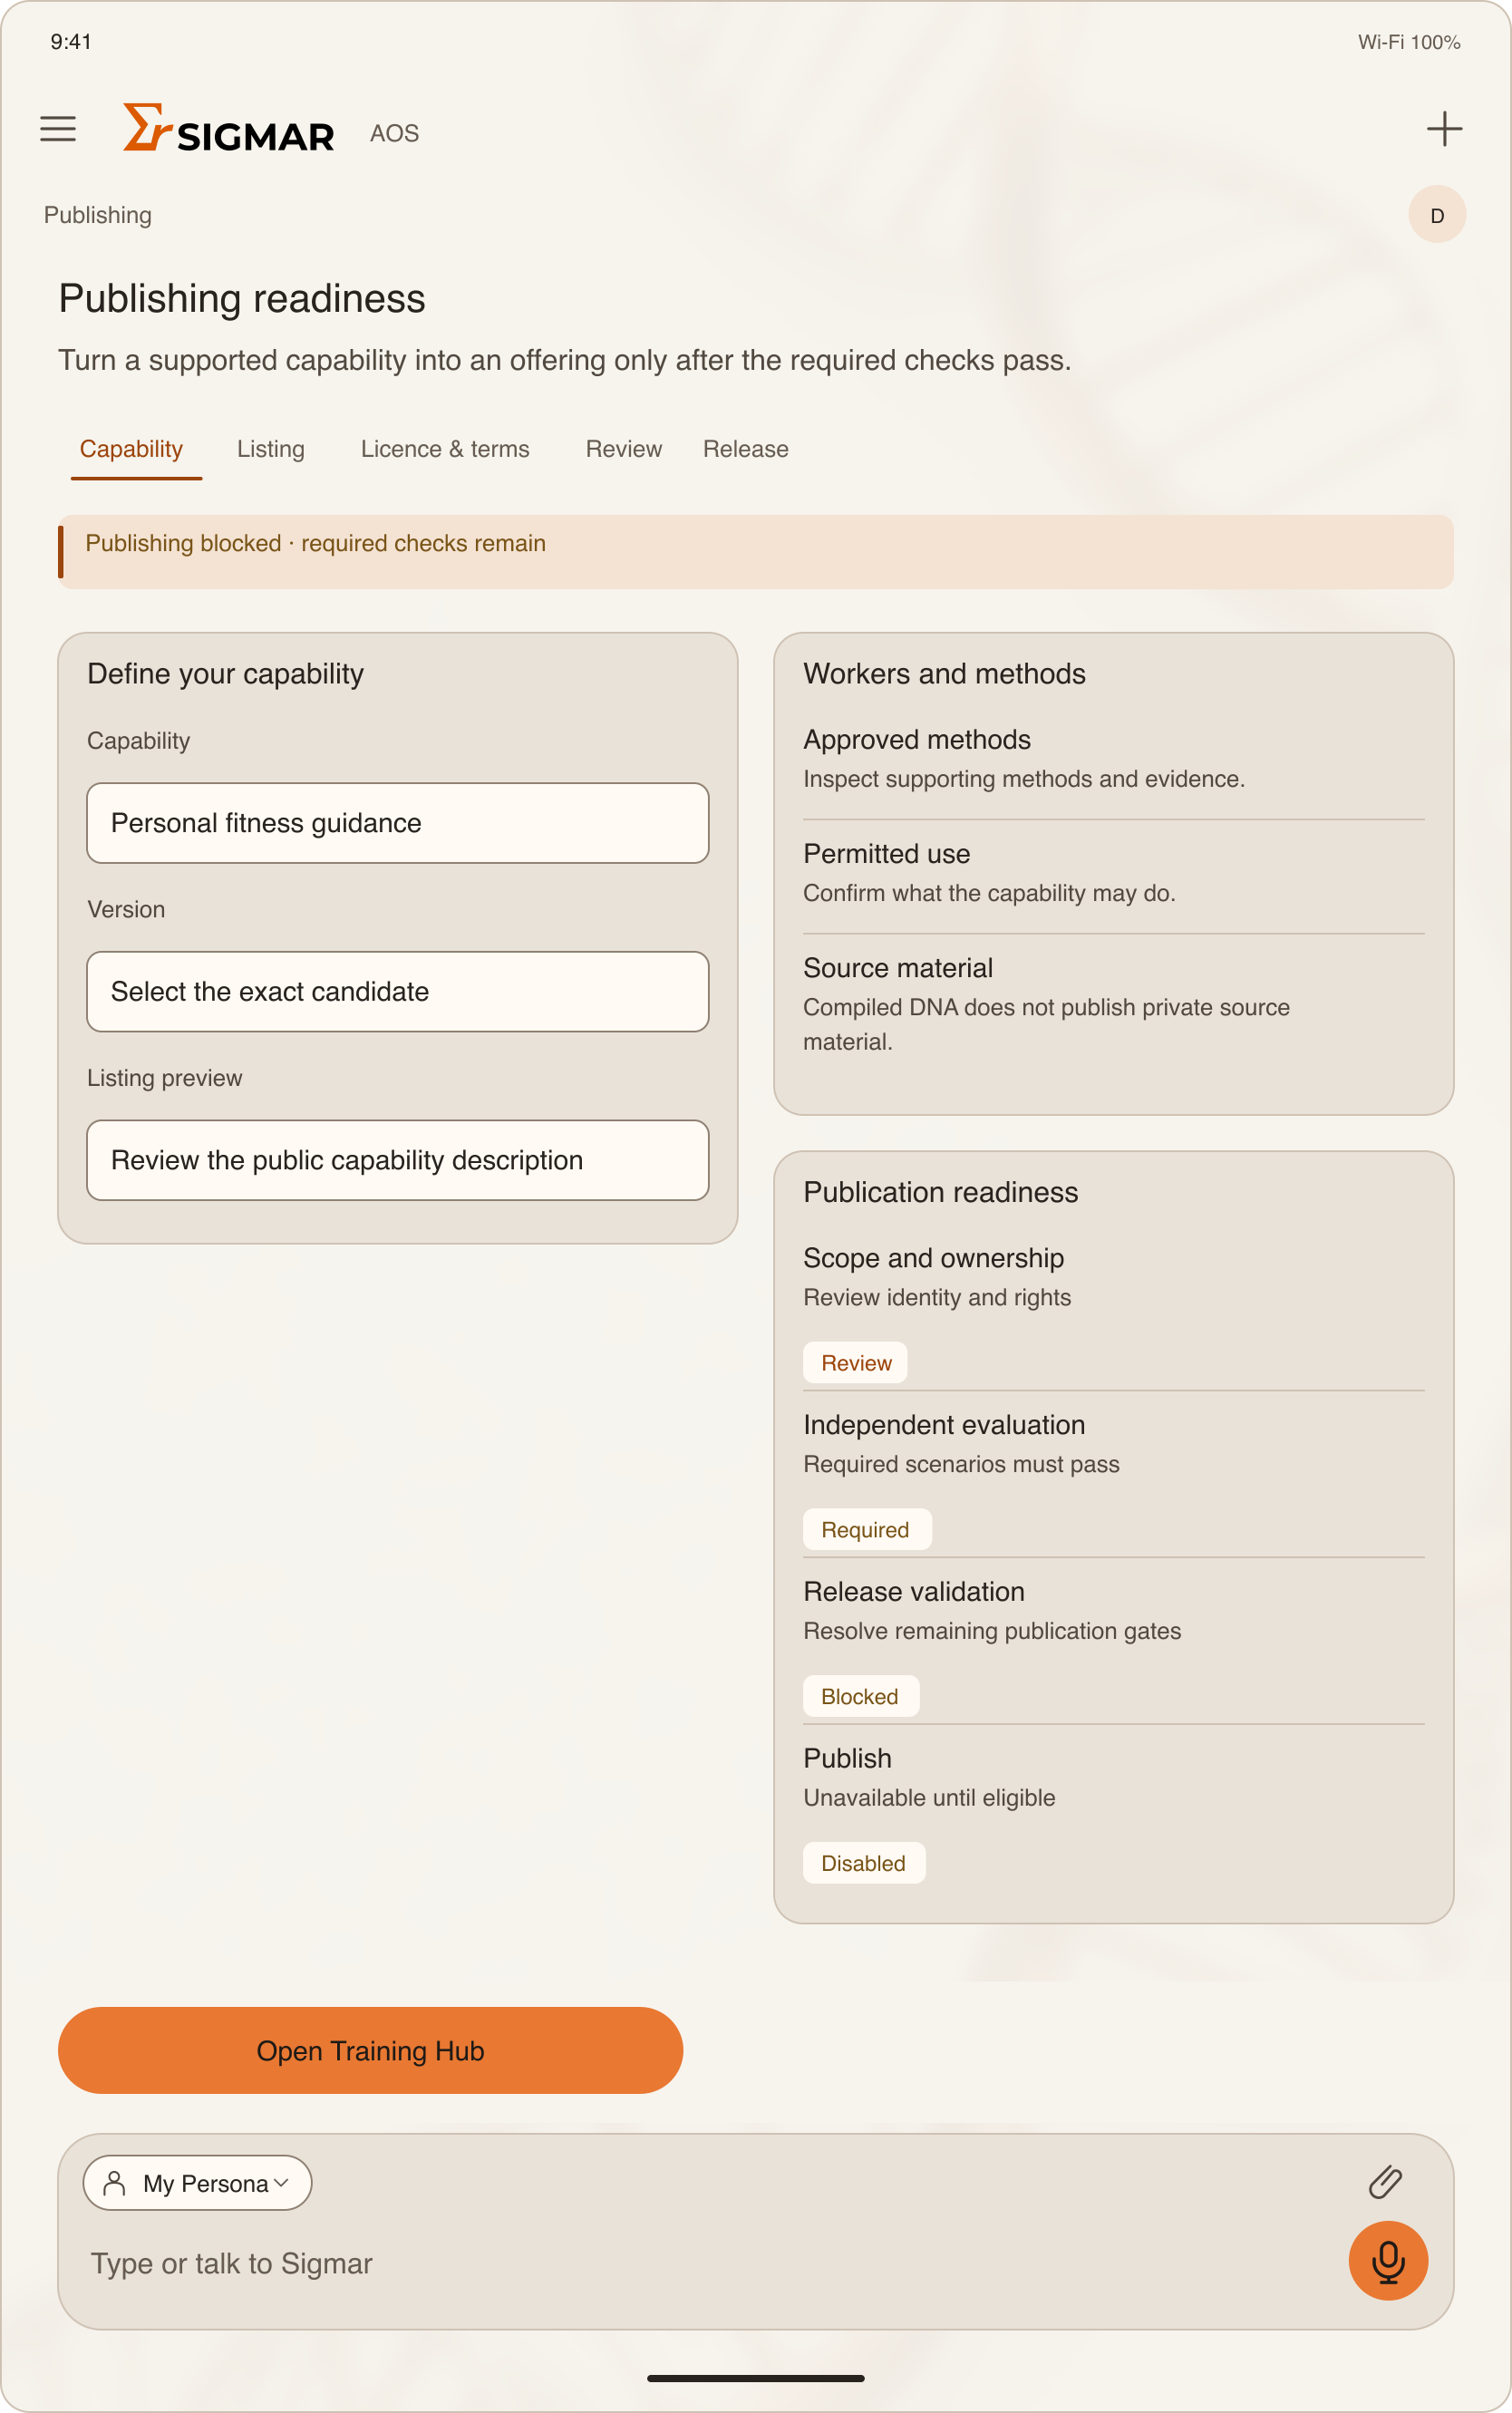 9:41
Wi-Fi 100%
Σr SIGMAR AOS
Publishing
D
Publishing readiness
Turn a supported capability into an offering only after the required checks pass.
Capability Listing Licence & terms Review Release
Publishing blocked · required checks remain
Define your capability
Capability
Personal fitness guidance
Version
Select the exact candidate
Listing preview
Review the public capability description
Workers and methods
Approved methods
Inspect supporting methods and evidence.
Permitted use
Confirm what the capability may do.
Source material
Compiled DNA does not publish private source
material.
Publication readiness
Scope and ownership
Review identity and rights
Review
Independent evaluation
Required scenarios must pass
Required
Release validation
Resolve remaining publication gates
Blocked
Publish
Unavailable until eligible
Disabled
Open Training Hub
My Persona
Type or talk to Sigmar